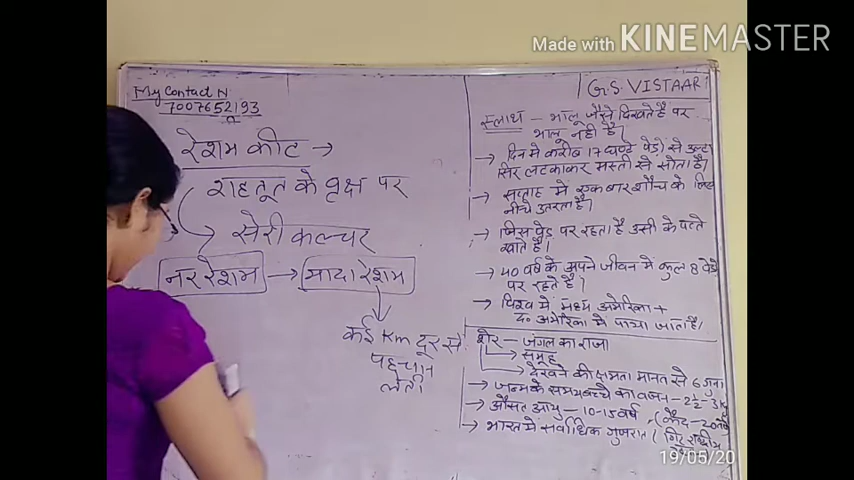 Made with KINEMASTER
My Contact N
7007652193
रेशम कीट →
शहतूत के वृक्ष पर
सेरी कल्चर
नर रेशम → मादा रेशम
कई Km दूर से
पहचान
लेती
G.S. VISTAAR
स्लाथ - भालू जैसे दिखते है पर
भालू नही है।
→ दिन मे करीब 17 घण्टे पेड़ो से उल्टा
सिर लटकाकर मस्ती से सोता है।
→ सप्ताह में एक बार शौच के लिए
नीचे उतरता है।
→ जिस पेड़ पर रहता है उसी के पत्ते
खाते है।
→ 40 वर्ष के अपने जीवन मे कुल 8 पेड़ो
पर रहते है।
→ विश्व में मध्य अमेरिका +
द० अमेरिका में पाया जाता है।
शेर - जंगल का राजा
→ समूह
→ देखने की क्षमता मानव से 6 गुना
→ जन्म के समय बच्चे का वजन - 2½-3 Kg
→ औसत आयु - 10-15 वर्ष, (कैद - 20 वर्ष
→ भारत में सर्वाधिक गुजरात ( गिर राष्ट्रीय
19/05/20